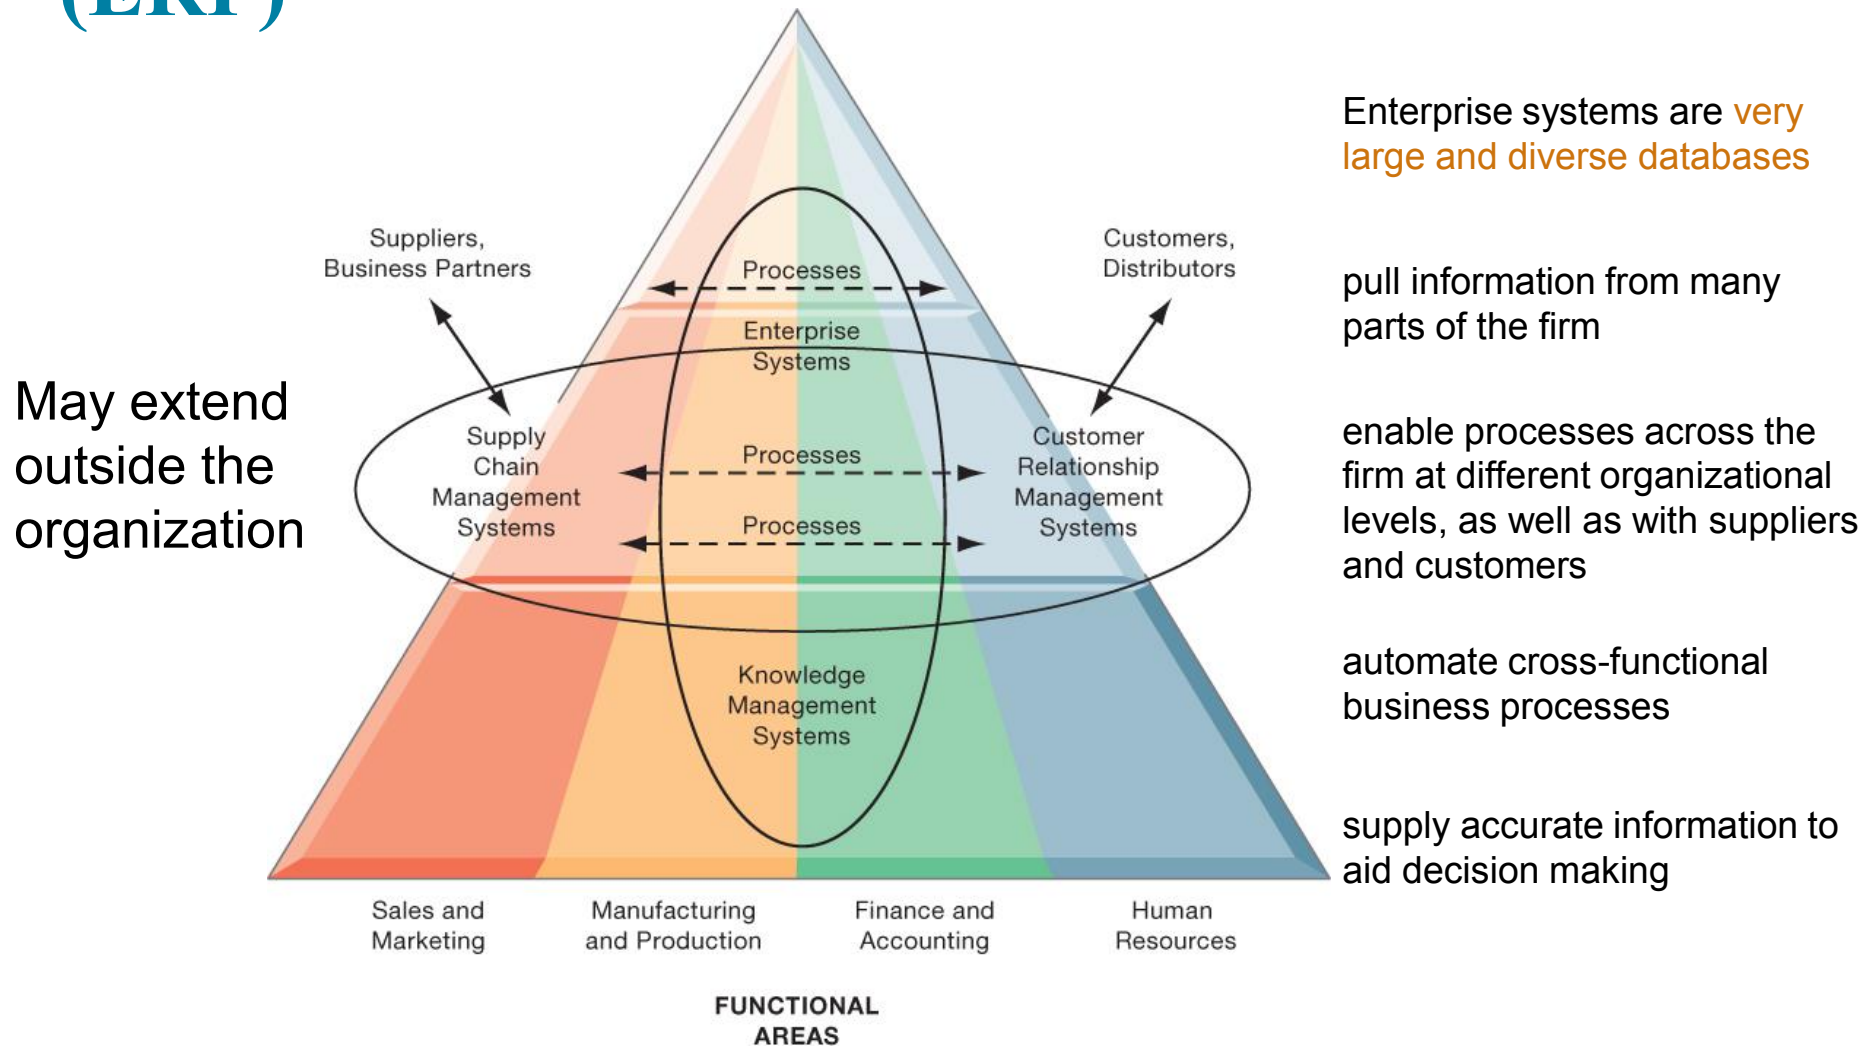 (ERP)
Enterprise systems are very
large and diverse databases
Suppliers,
Business Partners
Customers,
Distributors
Processes
pull information from many
parts of the firm
Enterprise
Systems
May extend
outside the
organization
Supply
Chain
Management
Systems
Processes
Processes
Customer
Relationship
Management
Systems
enable processes across the
firm at different organizational
levels, as well as with suppliers
and customers
Knowledge
Management
Systems
automate cross-functional
business processes
supply accurate information to
aid decision making
Sales and
Marketing
Manufacturing
and Production
Finance and
Accounting
Human
Resources
FUNCTIONAL
AREAS